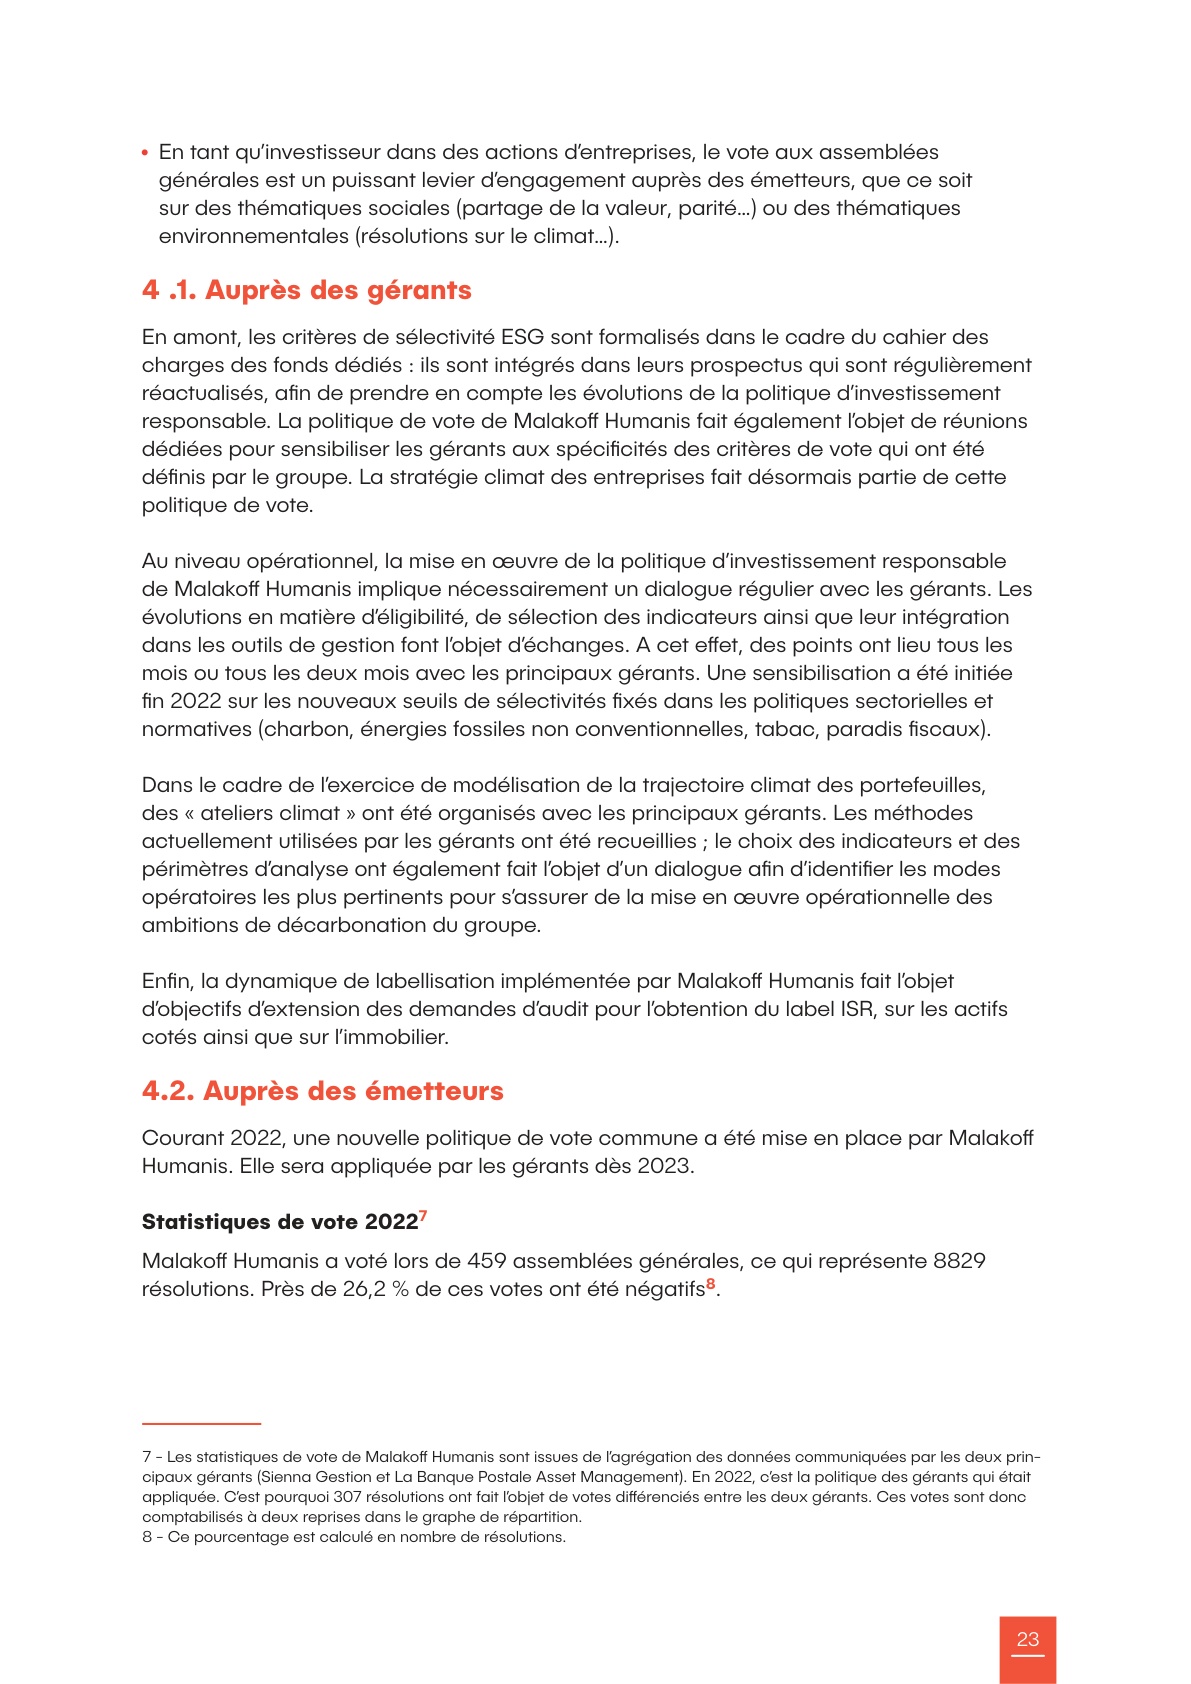 • En tant qu’investisseur dans des actions d’entreprises, le vote aux assemblées
générales est un puissant levier d’engagement auprès des émetteurs, que ce soit
sur des thématiques sociales (partage de la valeur, parité…) ou des thématiques
environnementales (résolutions sur le climat…).
4 .1. Auprès des gérants
En amont, les critères de sélectivité ESG sont formalisés dans le cadre du cahier des
charges des fonds dédiés : ils sont intégrés dans leurs prospectus qui sont régulièrement
réactualisés, afin de prendre en compte les évolutions de la politique d’investissement
responsable. La politique de vote de Malakoff Humanis fait également l’objet de réunions
dédiées pour sensibiliser les gérants aux spécificités des critères de vote qui ont été
définis par le groupe. La stratégie climat des entreprises fait désormais partie de cette
politique de vote.
Au niveau opérationnel, la mise en œuvre de la politique d’investissement responsable
de Malakoff Humanis implique nécessairement un dialogue régulier avec les gérants. Les
évolutions en matière d’éligibilité, de sélection des indicateurs ainsi que leur intégration
dans les outils de gestion font l’objet d’échanges. A cet effet, des points ont lieu tous les
mois ou tous les deux mois avec les principaux gérants. Une sensibilisation a été initiée
fin 2022 sur les nouveaux seuils de sélectivités fixés dans les politiques sectorielles et
normatives (charbon, énergies fossiles non conventionnelles, tabac, paradis fiscaux).
Dans le cadre de l’exercice de modélisation de la trajectoire climat des portefeuilles,
des « ateliers climat » ont été organisés avec les principaux gérants. Les méthodes
actuellement utilisées par les gérants ont été recueillies ; le choix des indicateurs et des
périmètres d’analyse ont également fait l’objet d’un dialogue afin d’identifier les modes
opératoires les plus pertinents pour s’assurer de la mise en œuvre opérationnelle des
ambitions de décarbonation du groupe.
Enfin, la dynamique de labellisation implémentée par Malakoff Humanis fait l’objet
d’objectifs d’extension des demandes d’audit pour l’obtention du label ISR, sur les actifs
cotés ainsi que sur l’immobilier.
4.2. Auprès des émetteurs
Courant 2022, une nouvelle politique de vote commune a été mise en place par Malakoff
Humanis. Elle sera appliquée par les gérants dès 2023.
Statistiques de vote 2022⁷
Malakoff Humanis a voté lors de 459 assemblées générales, ce qui représente 8829
résolutions. Près de 26,2 % de ces votes ont été négatifs⁸.
7 - Les statistiques de vote de Malakoff Humanis sont issues de l’agrégation des données communiquées par les deux prin-
cipaux gérants (Sienna Gestion et La Banque Postale Asset Management). En 2022, c’est la politique des gérants qui était
appliquée. C’est pourquoi 307 résolutions ont fait l’objet de votes différenciés entre les deux gérants. Ces votes sont donc
comptabilisés à deux reprises dans le graphe de répartition.
8 - Ce pourcentage est calculé en nombre de résolutions.
23